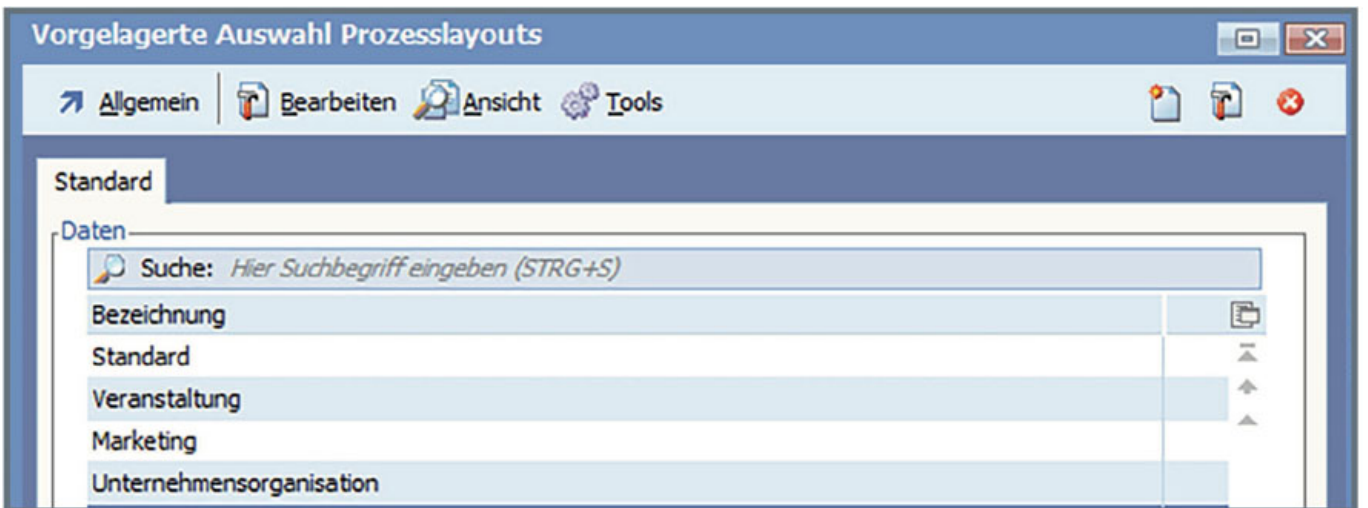 Vorgelagerte Auswahl Prozesslayouts
Allgemein Bearbeiten Ansicht Tools
Standard
Daten
Suche: Hier Suchbegriff eingeben (STRG+S)
Bezeichnung
Standard
Veranstaltung
Marketing
Unternehmensorganisation